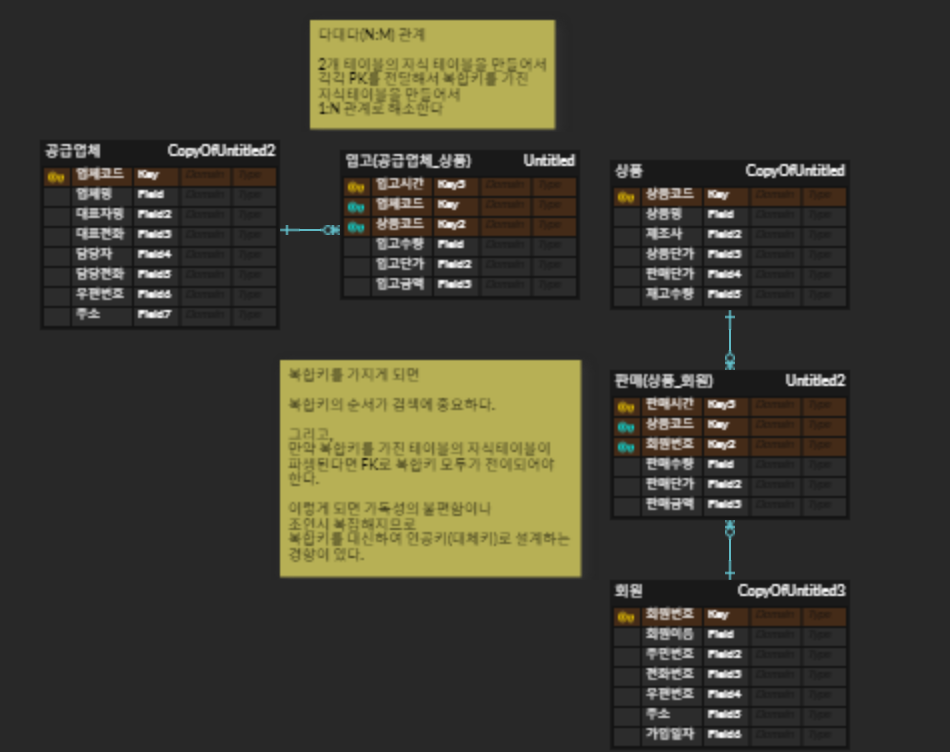 다대다(N:M) 관계
2개 테이블의 자식 테이블을 만들어서
각각 PK를 전달해서 복합키를 가진
자식테이블을 만들어서
1:N 관계로 해소한다
공급업체 CopyOfUntitled2
업체코드 Key Domain Type
업체명 Field Domain Type
대표자명 Field2 Domain Type
대표전화 Field3 Domain Type
담당자 Field4 Domain Type
담당전화 Field5 Domain Type
우편번호 Field6 Domain Type
주소 Field7 Domain Type
입고(공급업체_상품) Untitled
입고시간 Key3 Domain Type
업체코드 Key Domain Type
상품코드 Key2 Domain Type
입고수량 Field Domain Type
입고단가 Field2 Domain Type
입고금액 Field3 Domain Type
상품 CopyOfUntitled
상품코드 Key Domain Type
상품명 Field Domain Type
제조사 Field2 Domain Type
상품단가 Field3 Domain Type
판매단가 Field4 Domain Type
재고수량 Field5 Domain Type
복합키를 가지게 되면
복합키의 순서가 검색에 중요하다.
그리고,
만약 복합키를 가진 테이블의 자식테이블이
파생된다면 FK로 복합키 모두가 전이되어야
한다.
이렇게 되면 가독성의 불편함이나
조인시 복잡해지므로
복합키를 대신하여 인공키(대체키)로 설계하는
경향이 있다.
판매(상품_회원) Untitled2
판매시간 Key3 Domain Type
상품코드 Key Domain Type
회원번호 Key2 Domain Type
판매수량 Field Domain Type
판매단가 Field2 Domain Type
판매금액 Field3 Domain Type
회원 CopyOfUntitled3
회원번호 Key Domain Type
회원이름 Field Domain Type
주민번호 Field2 Domain Type
전화번호 Field3 Domain Type
우편번호 Field4 Domain Type
주소 Field5 Domain Type
가입일자 Field6 Domain Type